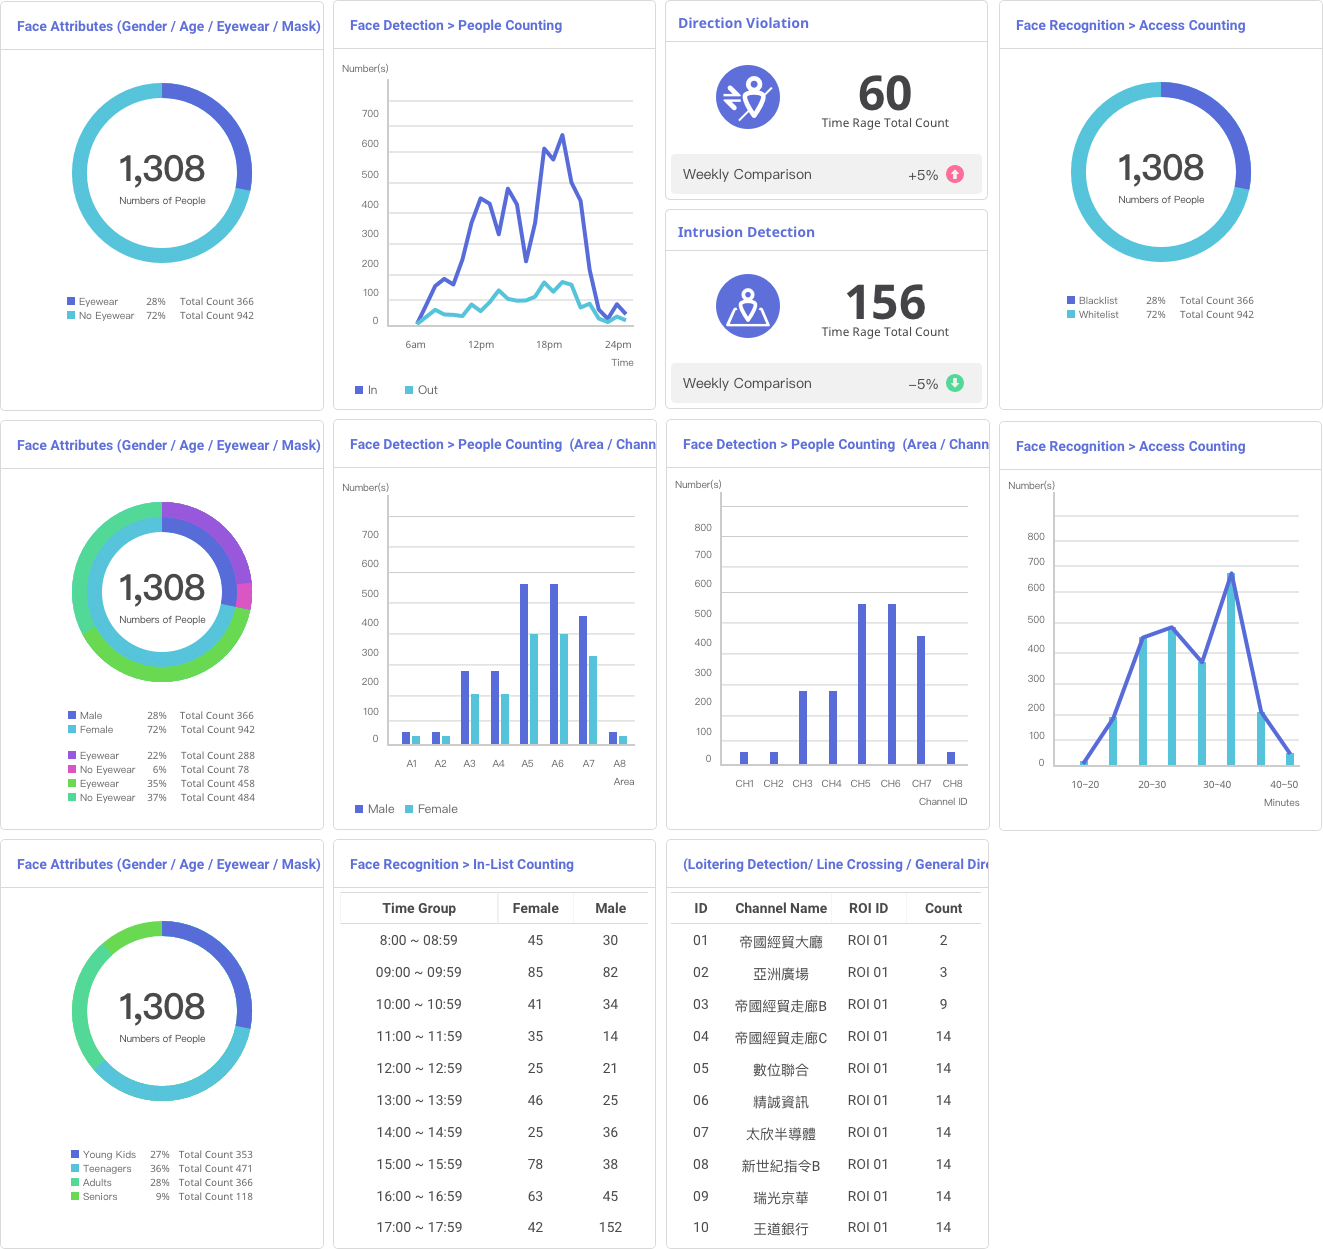 Face Attributes (Gender / Age / Eyewear / Mask)
1,308
Numbers of People
Eyewear 28% Total Count 366
No Eyewear 72% Total Count 942
Face Detection > People Counting
Number(s)
700
600
500
400
300
200
100
0
6am 12pm 18pm 24pm
Time
In Out
Direction Violation
60
Time Rage Total Count
Weekly Comparison +5%
Intrusion Detection
156
Time Rage Total Count
Weekly Comparison −5%
Face Recognition > Access Counting
1,308
Numbers of People
Blacklist 28% Total Count 366
Whitelist 72% Total Count 942
Face Attributes (Gender / Age / Eyewear / Mask)
1,308
Numbers of People
Male 28% Total Count 366
Female 72% Total Count 942
Eyewear 22% Total Count 288
No Eyewear 6% Total Count 78
Eyewear 35% Total Count 458
No Eyewear 37% Total Count 484
Face Detection > People Counting (Area / Chann
Number(s)
700
600
500
400
300
200
100
0
A1 A2 A3 A4 A5 A6 A7 A8
Area
Male Female
Face Detection > People Counting (Area / Chann
Number(s)
800
700
600
500
400
300
200
100
0
CH1 CH2 CH3 CH4 CH5 CH6 CH7 CH8
Channel ID
Face Recognition > Access Counting
Number(s)
800
700
600
500
400
300
200
100
0
10−20 20−30 30−40 40−50
Minutes
Face Attributes (Gender / Age / Eyewear / Mask)
1,308
Numbers of People
Young Kids 27% Total Count 353
Teenagers 36% Total Count 471
Adults 28% Total Count 366
Seniors 9% Total Count 118
Face Recognition > In-List Counting
Time Group Female Male
8:00 ~ 08:59 45 30
09:00 ~ 09:59 85 82
10:00 ~ 10:59 41 34
11:00 ~ 11:59 35 14
12:00 ~ 12:59 25 21
13:00 ~ 13:59 46 25
14:00 ~ 14:59 25 36
15:00 ~ 15:59 78 38
16:00 ~ 16:59 63 45
17:00 ~ 17:59 42 152
(Loitering Detection/ Line Crossing / General Dire
ID Channel Name ROI ID Count
01 帝國經貿大廳 ROI 01 2
02 亞洲廣場 ROI 01 3
03 帝國經貿走廊B ROI 01 9
04 帝國經貿走廊C ROI 01 14
05 數位聯合 ROI 01 14
06 精誠資訊 ROI 01 14
07 太欣半導體 ROI 01 14
08 新世紀指令B ROI 01 14
09 瑞光京華 ROI 01 14
10 王道銀行 ROI 01 14